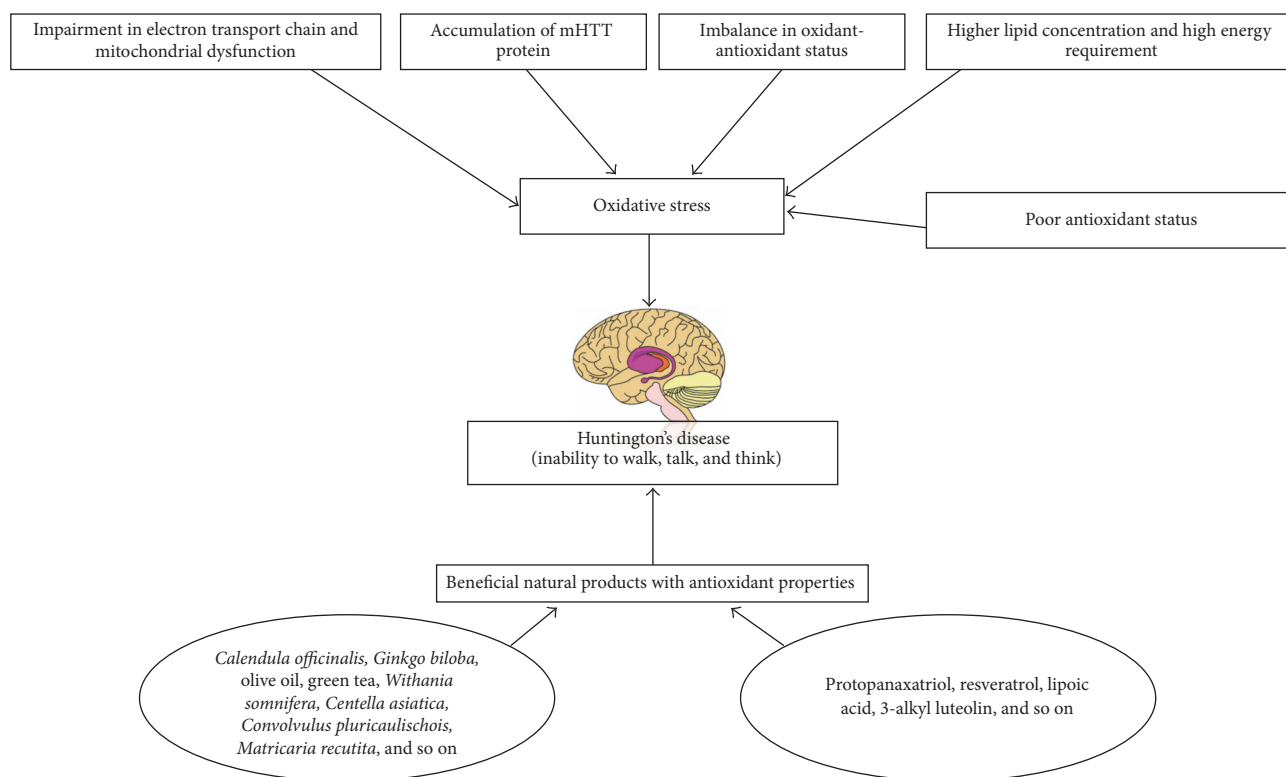 Impairment in electron transport chain and
mitochondrial dysfunction
Accumulation of mHTT
protein
Imbalance in oxidant-
antioxidant status
Higher lipid concentration and high energy
requirement
Oxidative stress
Poor antioxidant status
Huntington's disease
(inability to walk, talk, and think)
Beneficial natural products with antioxidant properties
Calendula officinalis, Ginkgo biloba,
olive oil, green tea, Withania
somnifera, Centella asiatica,
Convolvulus pluricaulischois,
Matricaria recutita, and so on
Protopanaxatriol, resveratrol, lipoic
acid, 3-alkyl luteolin, and so on